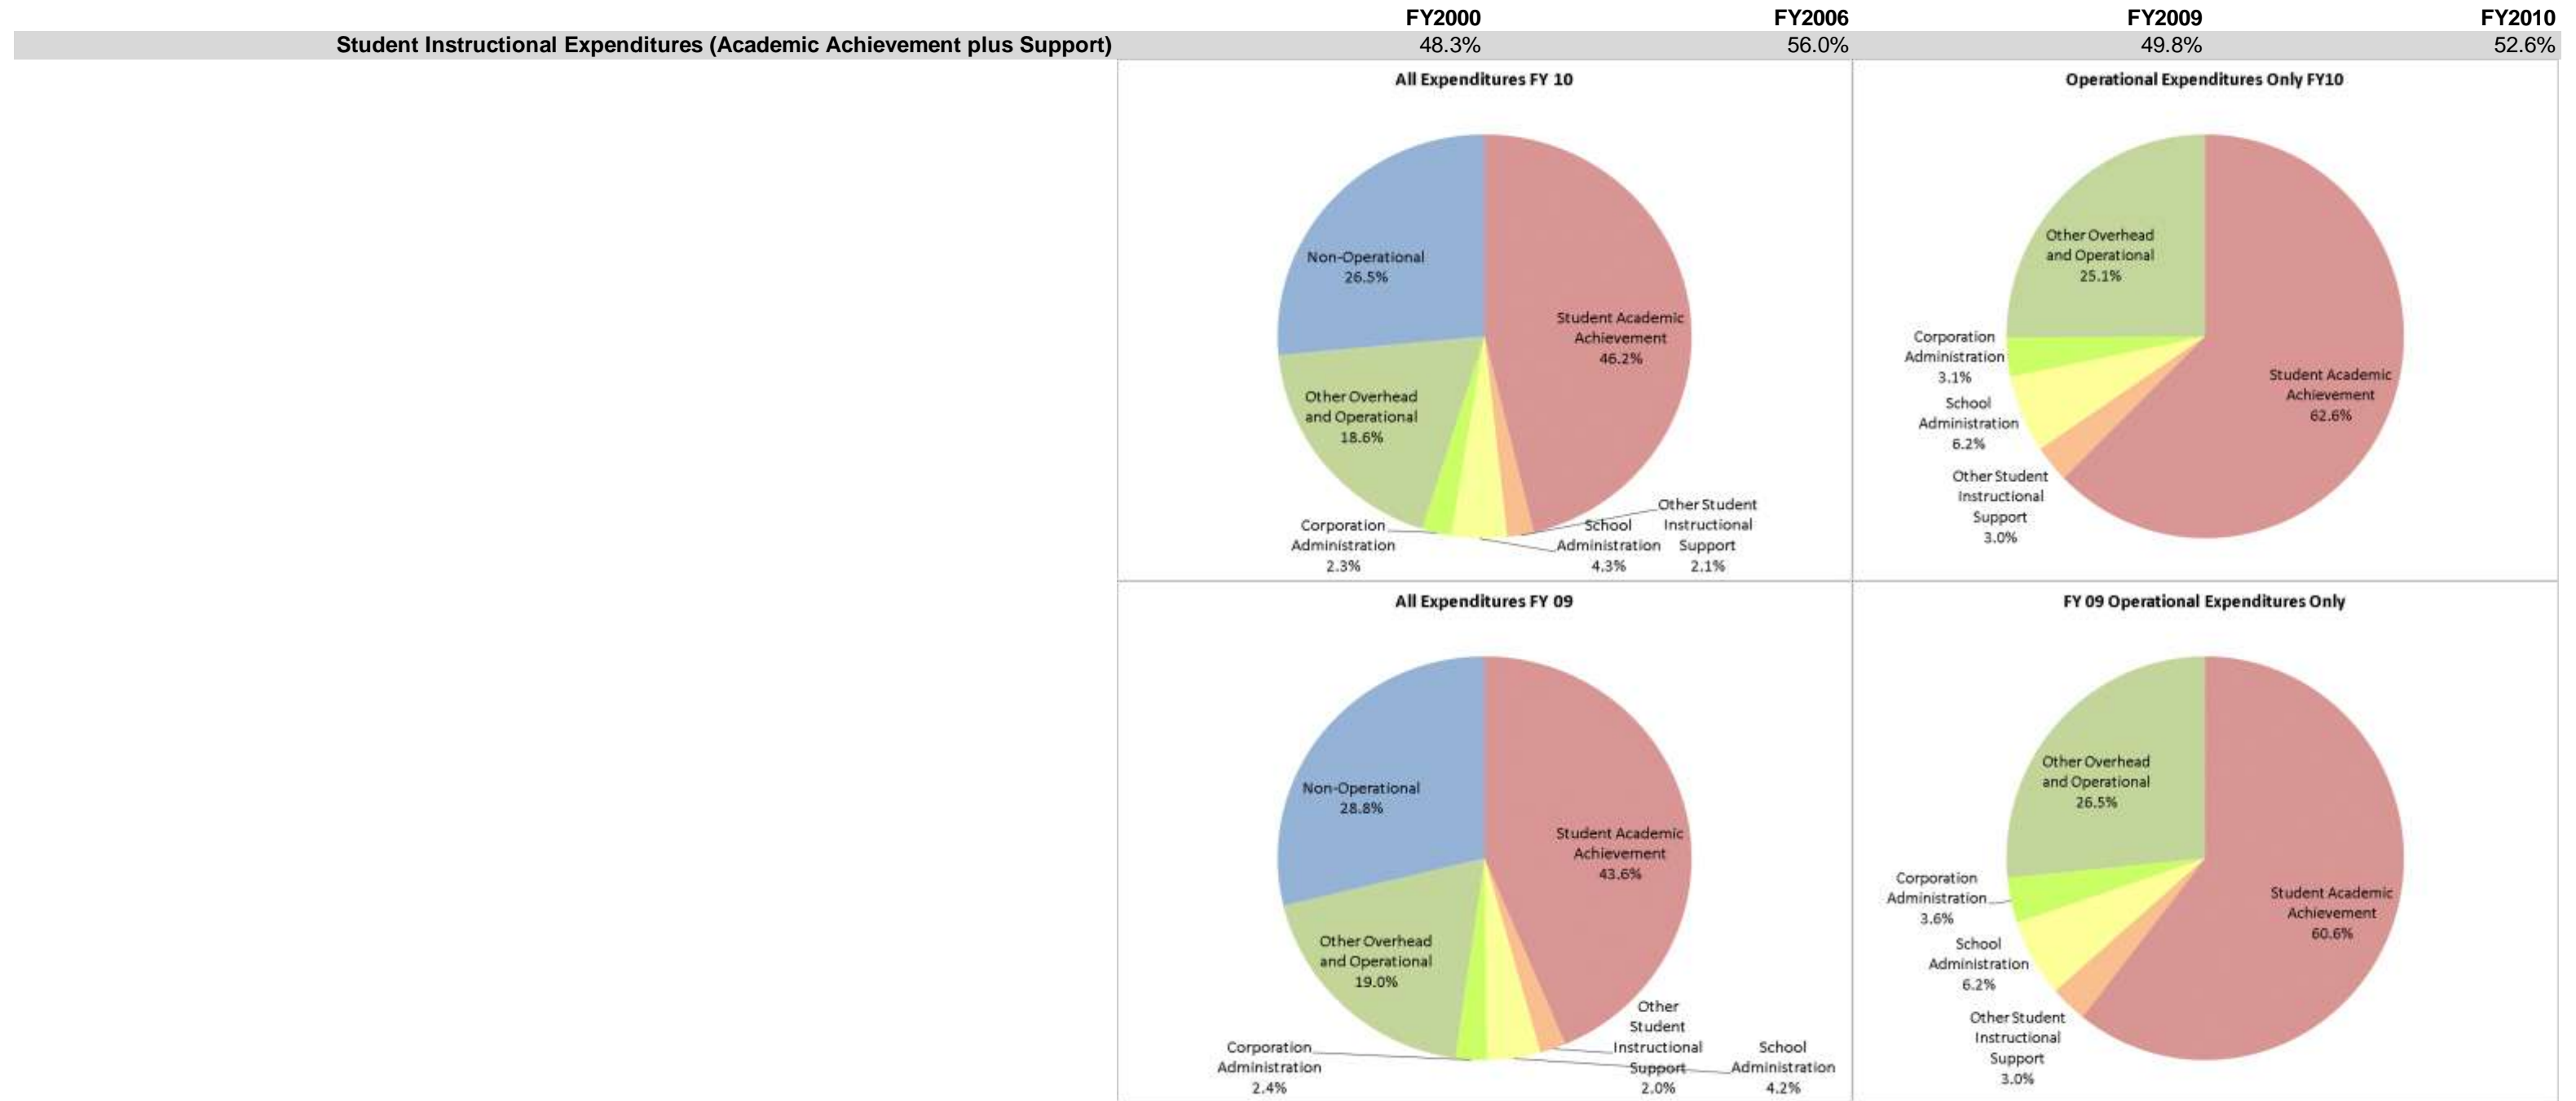 FY2000 FY2006 FY2009 FY2010
Student Instructional Expenditures (Academic Achievement plus Support) 48.3% 56.0% 49.8% 52.6%
All Expenditures FY 10
Non-Operational
26.5%
Student Academic
Achievement
46.2%
Other Overhead
and Operational
18.6%
Corporation
Administration
2.3%
School
Administration
4.3%
Other Student
Instructional
Support
2.1%
Operational Expenditures Only FY10
Other Overhead
and Operational
25.1%
Corporation
Administration
3.1%
School
Administration
6.2%
Other Student
Instructional
Support
3.0%
Student Academic
Achievement
62.6%
All Expenditures FY 09
Non-Operational
28.8%
Student Academic
Achievement
43.6%
Other Overhead
and Operational
19.0%
Corporation
Administration
2.4%
Other
Student
Instructional
Support
2.0%
School
Administration
4.2%
FY 09 Operational Expenditures Only
Other Overhead
and Operational
26.5%
Corporation
Administration
3.6%
School
Administration
6.2%
Other Student
Instructional
Support
3.0%
Student Academic
Achievement
60.6%